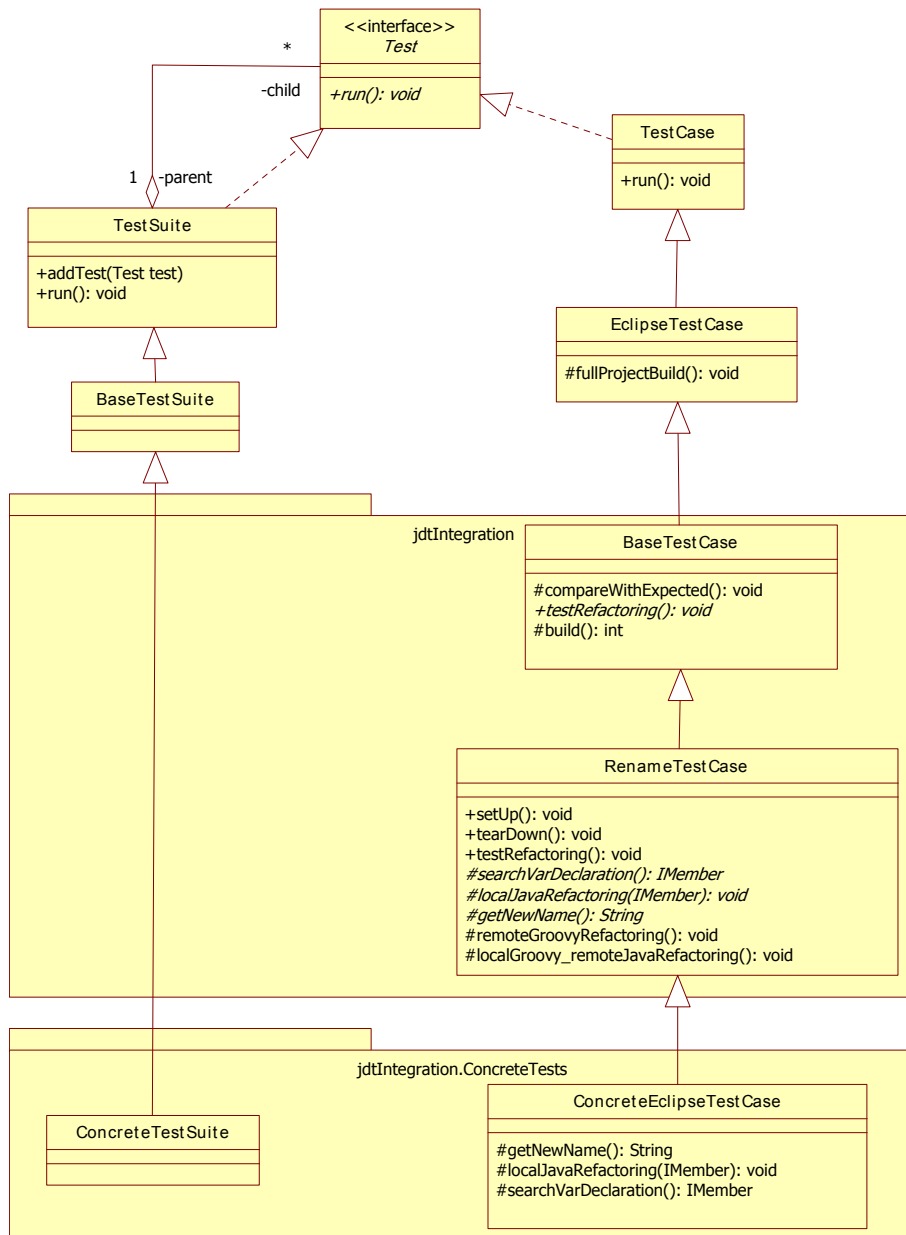 <<interface>>
Test
+run(): void
*
-child
1
-parent
TestCase
+run(): void
TestSuite
+addTest(Test test)
+run(): void
EclipseTestCase
#fullProjectBuild(): void
BaseTestSuite
jdtIntegration
BaseTestCase
#compareWithExpected(): void
+testRefactoring(): void
#build(): int
RenameTestCase
+setUp(): void
+tearDown(): void
+testRefactoring(): void
#searchVarDeclaration(): IMember
#localJavaRefactoring(IMember): void
#getNewName(): String
#remoteGroovyRefactoring(): void
#localGroovy_remoteJavaRefactoring(): void
jdtIntegration.ConcreteTests
ConcreteTestSuite
ConcreteEclipseTestCase
#getNewName(): String
#localJavaRefactoring(IMember): void
#searchVarDeclaration(): IMember